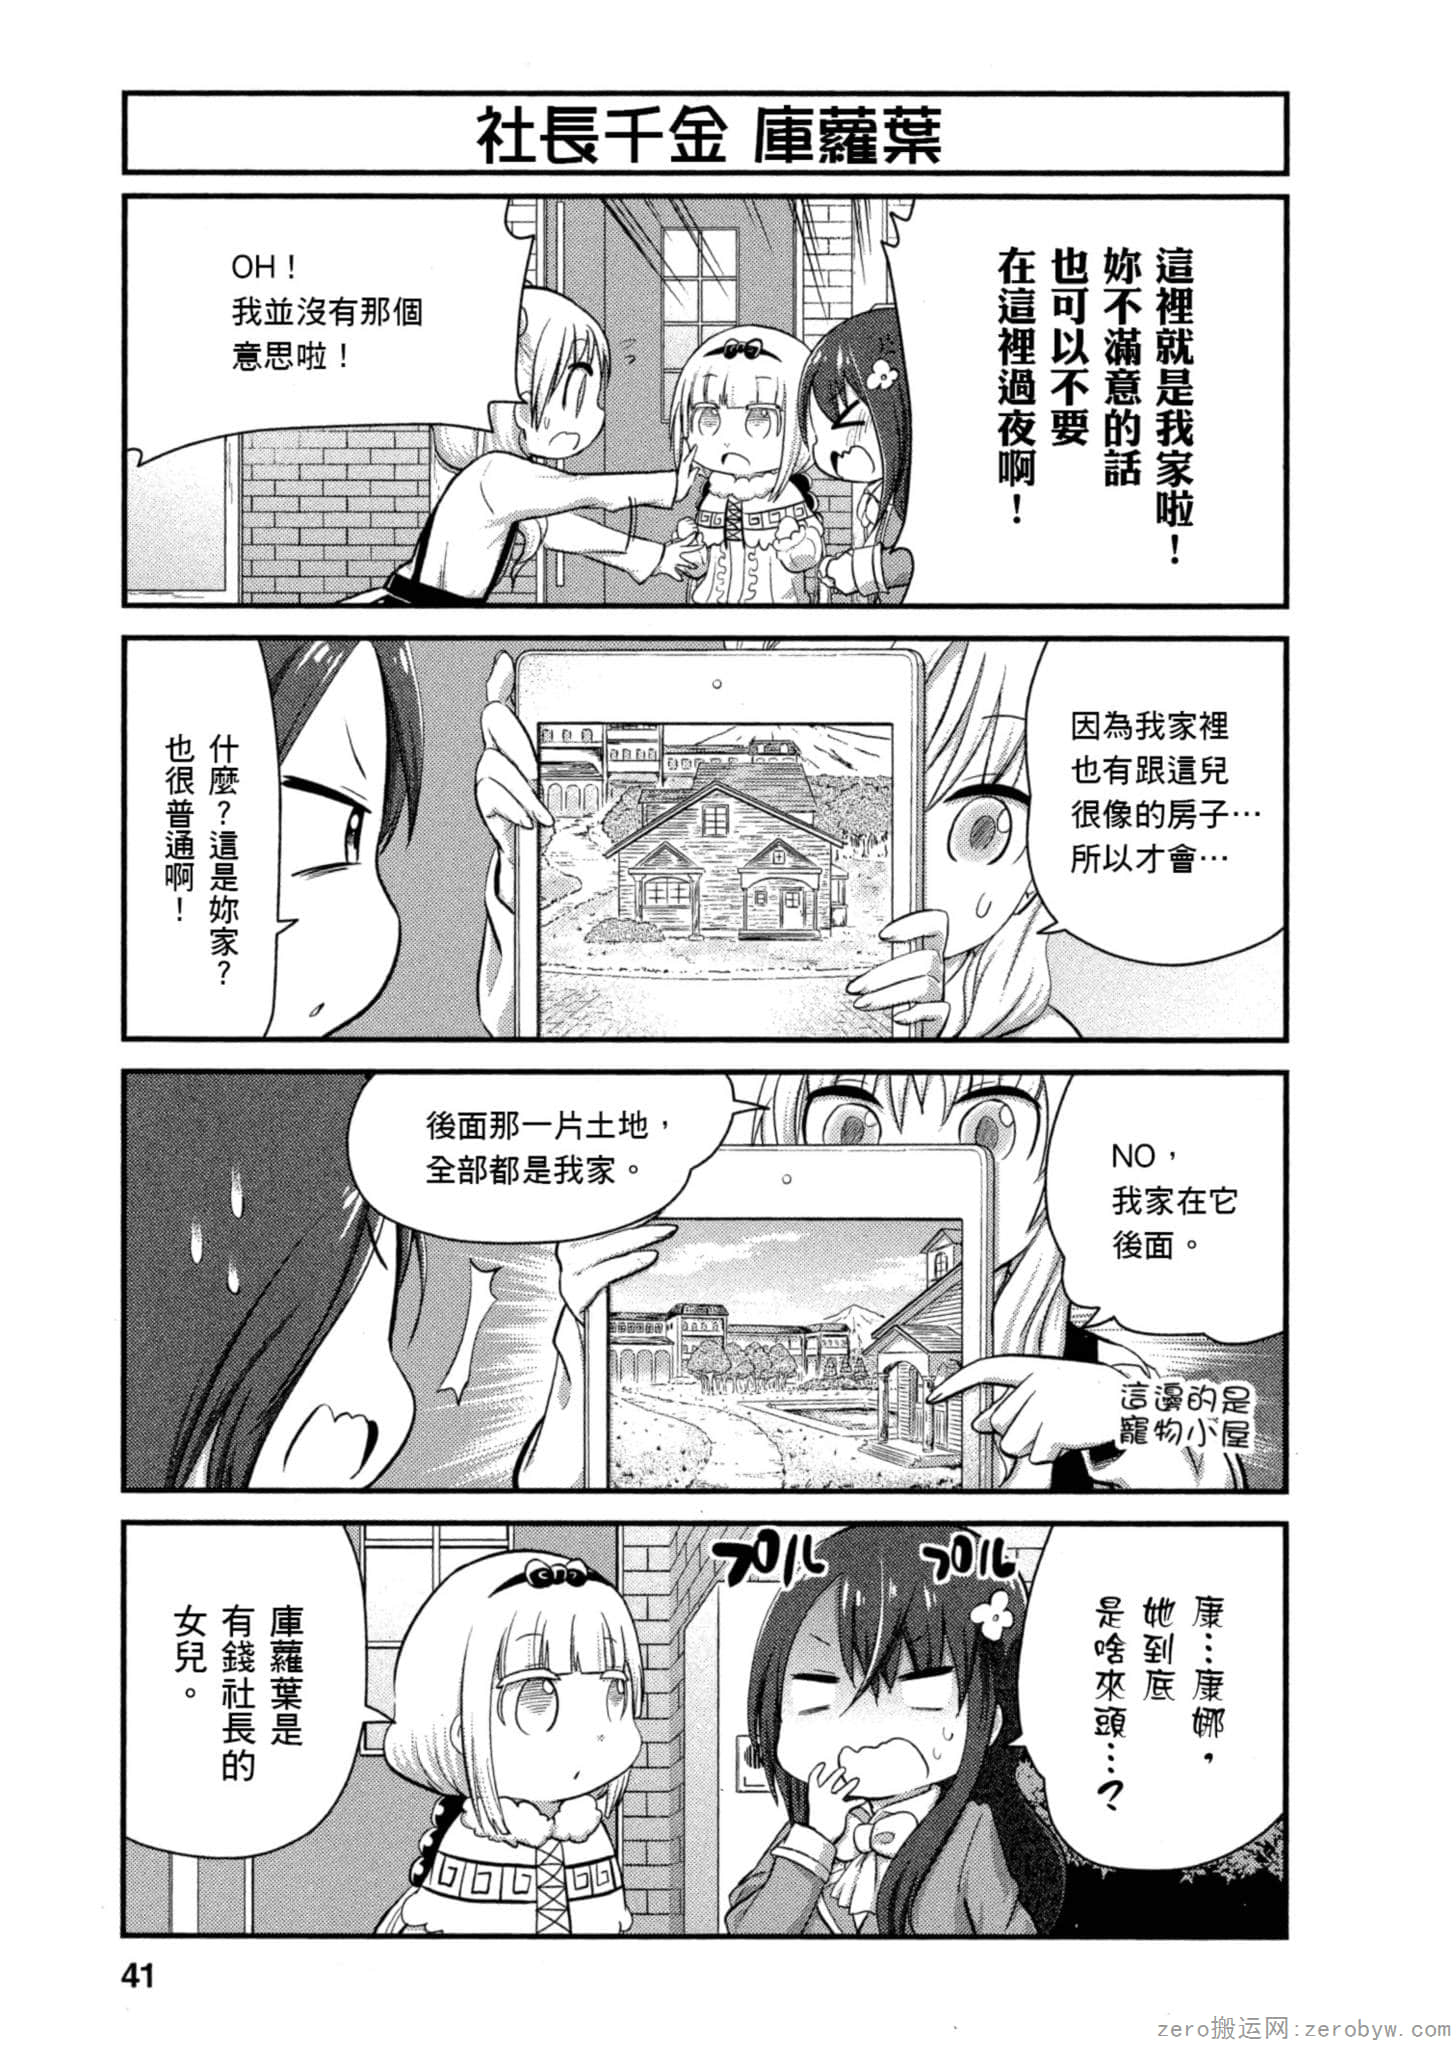 社長千金 庫蘿葉
這裡就是我家啦！
妳不滿意的話
也可以不要
在這裡過夜啊！
OH！
我並沒有那個
意思啦！
因為我家裡
也有跟這兒
很像的房子⋯
所以才會⋯
什麼？這是妳家？
也很普通啊！
NO，
我家在它
後面。
後面那一片土地，
全部都是我家。
這邊的是
寵物小屋
康⋯康娜，
她到底
是啥來頭⋯？
プルル
プルル
庫蘿葉是
有錢社長的
女兒。
41
zero搬运网:zerobyw.com